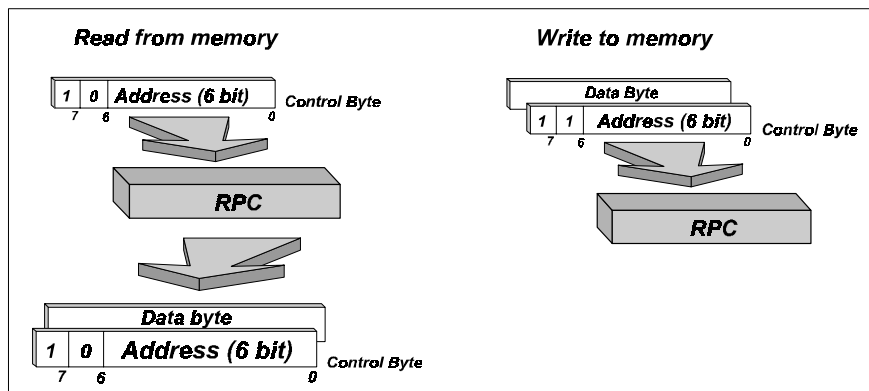 Read from memory
1 0 Address (6 bit) Control Byte
7 6 0
RPC
Data byte
1 0 Address (6 bit) Control Byte
7 6 0
Write to memory
Data Byte
1 1 Address (6 bit) Control Byte
7 6 0
RPC